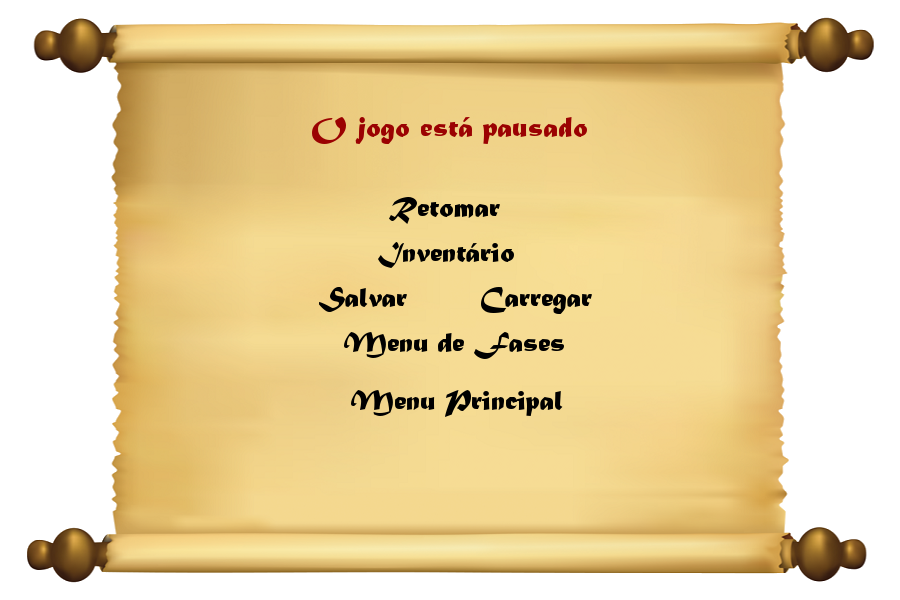 O jogo está pausado
Retomar
Inventário
Salvar Carregar
Menu de Fases
Menu Principal